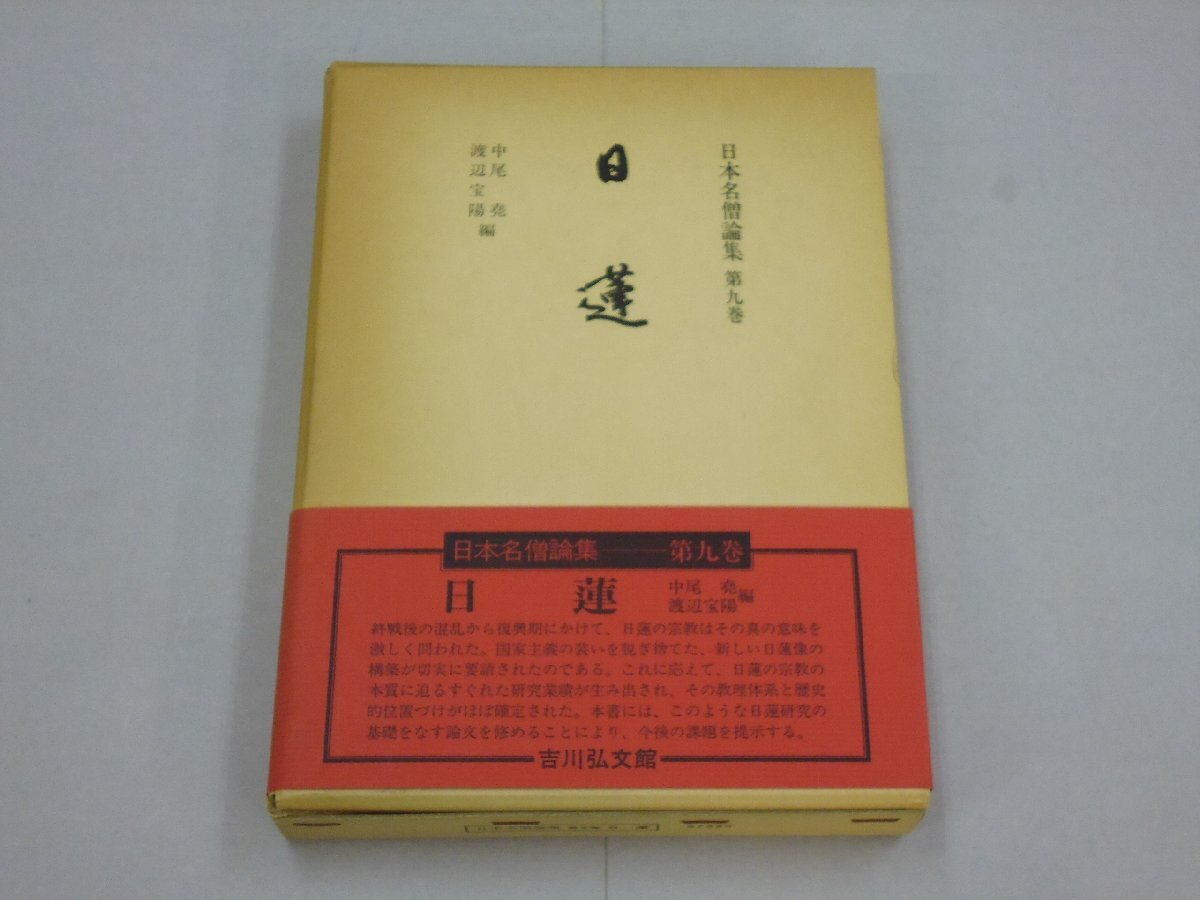 日本名僧論集 第九巻
日蓮
中尾 堯
渡辺宝陽
編
日本名僧論集――第九巻
日蓮
中尾 堯
渡辺宝陽
編
終戦後の混乱から復興期にかけて、日蓮の宗教はその真の意味を
激しく問われた。国家主義の装いを脱ぎ捨てた、新しい日蓮像の
構築が切実に要請されたのである。これに応えて、日蓮の宗教の
本質に迫るすぐれた研究業績が生み出され、その教理体系と歴史
的位置づけがほぼ確定された。本書には、このような日蓮研究の
基礎をなす論文を修めることにより、今後の課題を提示する。
吉川弘文館